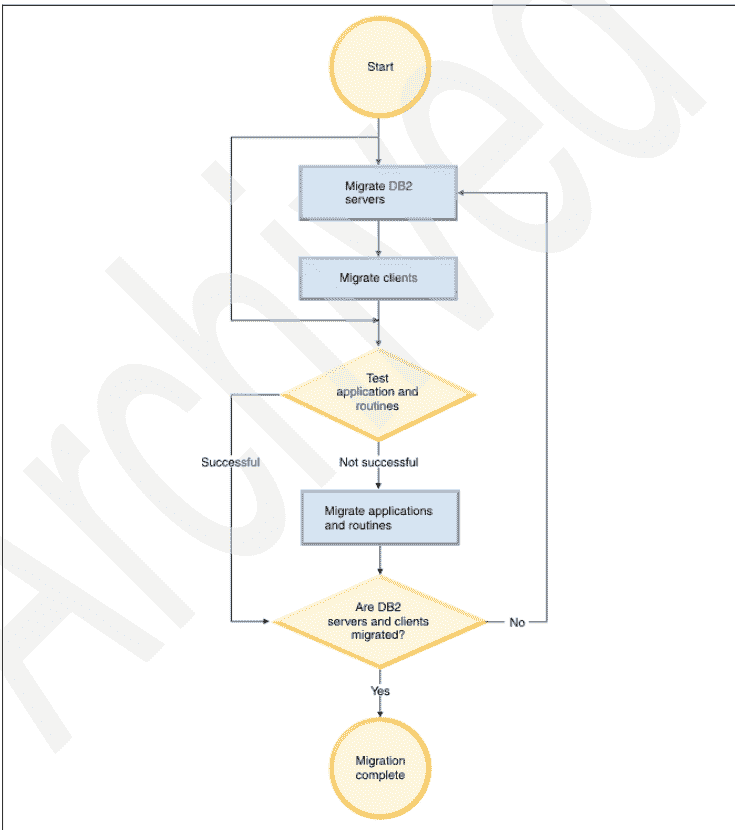 Start
Migrate DB2
servers
Migrate clients
Test
application and
routines
Successful
Not successful
Migrate applications
and routines
Are DB2
servers and clients
migrated?
No
Yes
Migration
complete
Archived